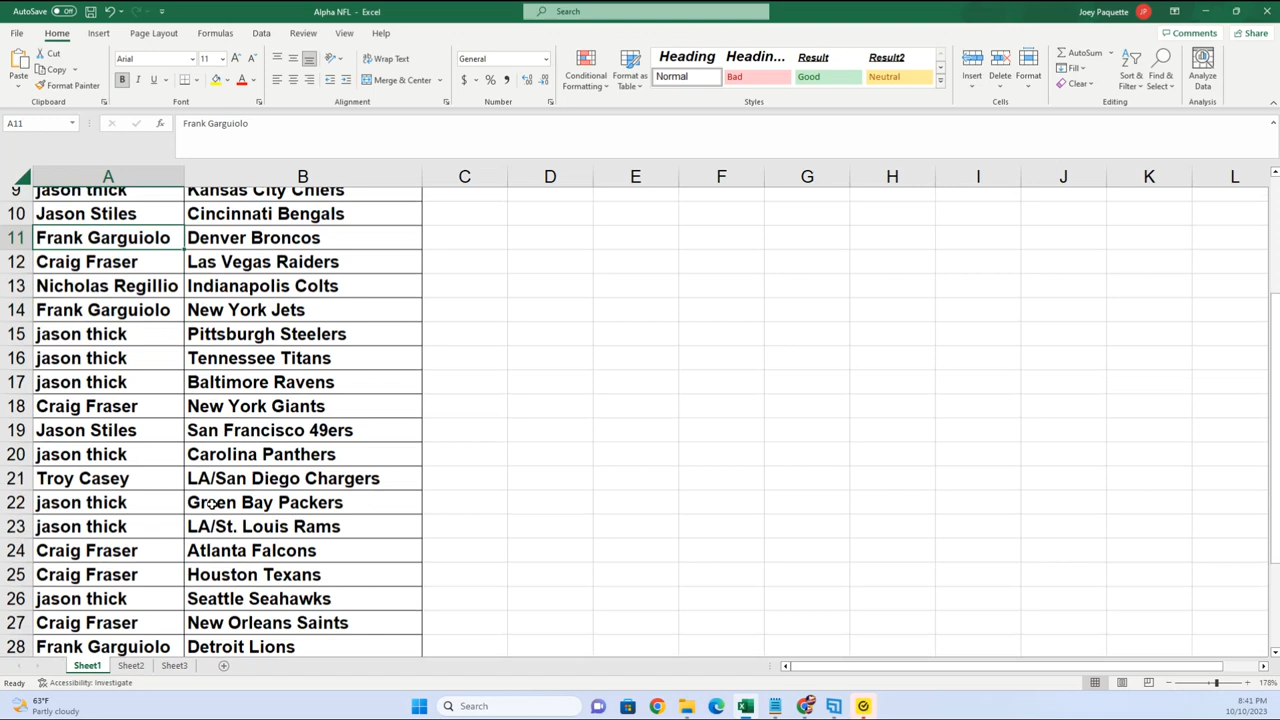 AutoSave Off Alpha NFL - Excel Search Joey Paquette JP
File Home Insert Page Layout Formulas Data Review View Help Comments Share
Paste Cut Copy Format Painter Clipboard
Arial 11 A A B I U A Font
Wrap Text Merge & Center Alignment
General $ % , Number
Conditional Formatting Format as Table
Heading Headin... Result Result2
Normal Bad Good Neutral Styles
Insert Delete Format Cells
AutoSum Fill Clear Sort & Filter Find & Select Editing
Analyze Data Analysis
A11 fx Frank Garguiolo
A B C D E F G H I J K L
9 jason thick Kansas City Chiefs
10 Jason Stiles Cincinnati Bengals
11 Frank Garguiolo Denver Broncos
12 Craig Fraser Las Vegas Raiders
13 Nicholas Regillio Indianapolis Colts
14 Frank Garguiolo New York Jets
15 jason thick Pittsburgh Steelers
16 jason thick Tennessee Titans
17 jason thick Baltimore Ravens
18 Craig Fraser New York Giants
19 Jason Stiles San Francisco 49ers
20 jason thick Carolina Panthers
21 Troy Casey LA/San Diego Chargers
22 jason thick Green Bay Packers
23 jason thick LA/St. Louis Rams
24 Craig Fraser Atlanta Falcons
25 Craig Fraser Houston Texans
26 jason thick Seattle Seahawks
27 Craig Fraser New Orleans Saints
28 Frank Garguiolo Detroit Lions
Sheet1 Sheet2 Sheet3
Ready Accessibility: Investigate 178%
63°F
Partly cloudy
Search
8:41 PM
10/10/2023